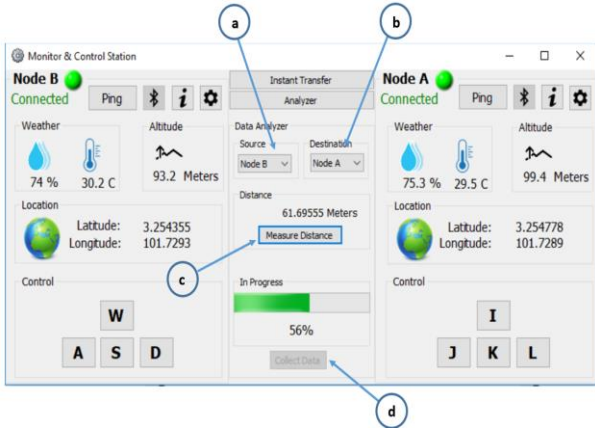 a
b
Monitor & Control Station
Node B
Connected
Ping
Weather
Altitude
74 %
30.2 C
93.2 Meters
Location
Latitude: 3.254355
Longitude: 101.7293
Control
W
A S D
Instant Transfer
Analyzer
Data Analyzer
Source
Destination
Node B
Node A
Distance
61.69555 Meters
Measure Distance
c
In Progress
56%
Collect Data
d
Node A
Connected
Ping
Weather
Altitude
75.3 %
29.5 C
99.4 Meters
Location
Latitude: 3.254778
Longitude: 101.7289
Control
I
J K L